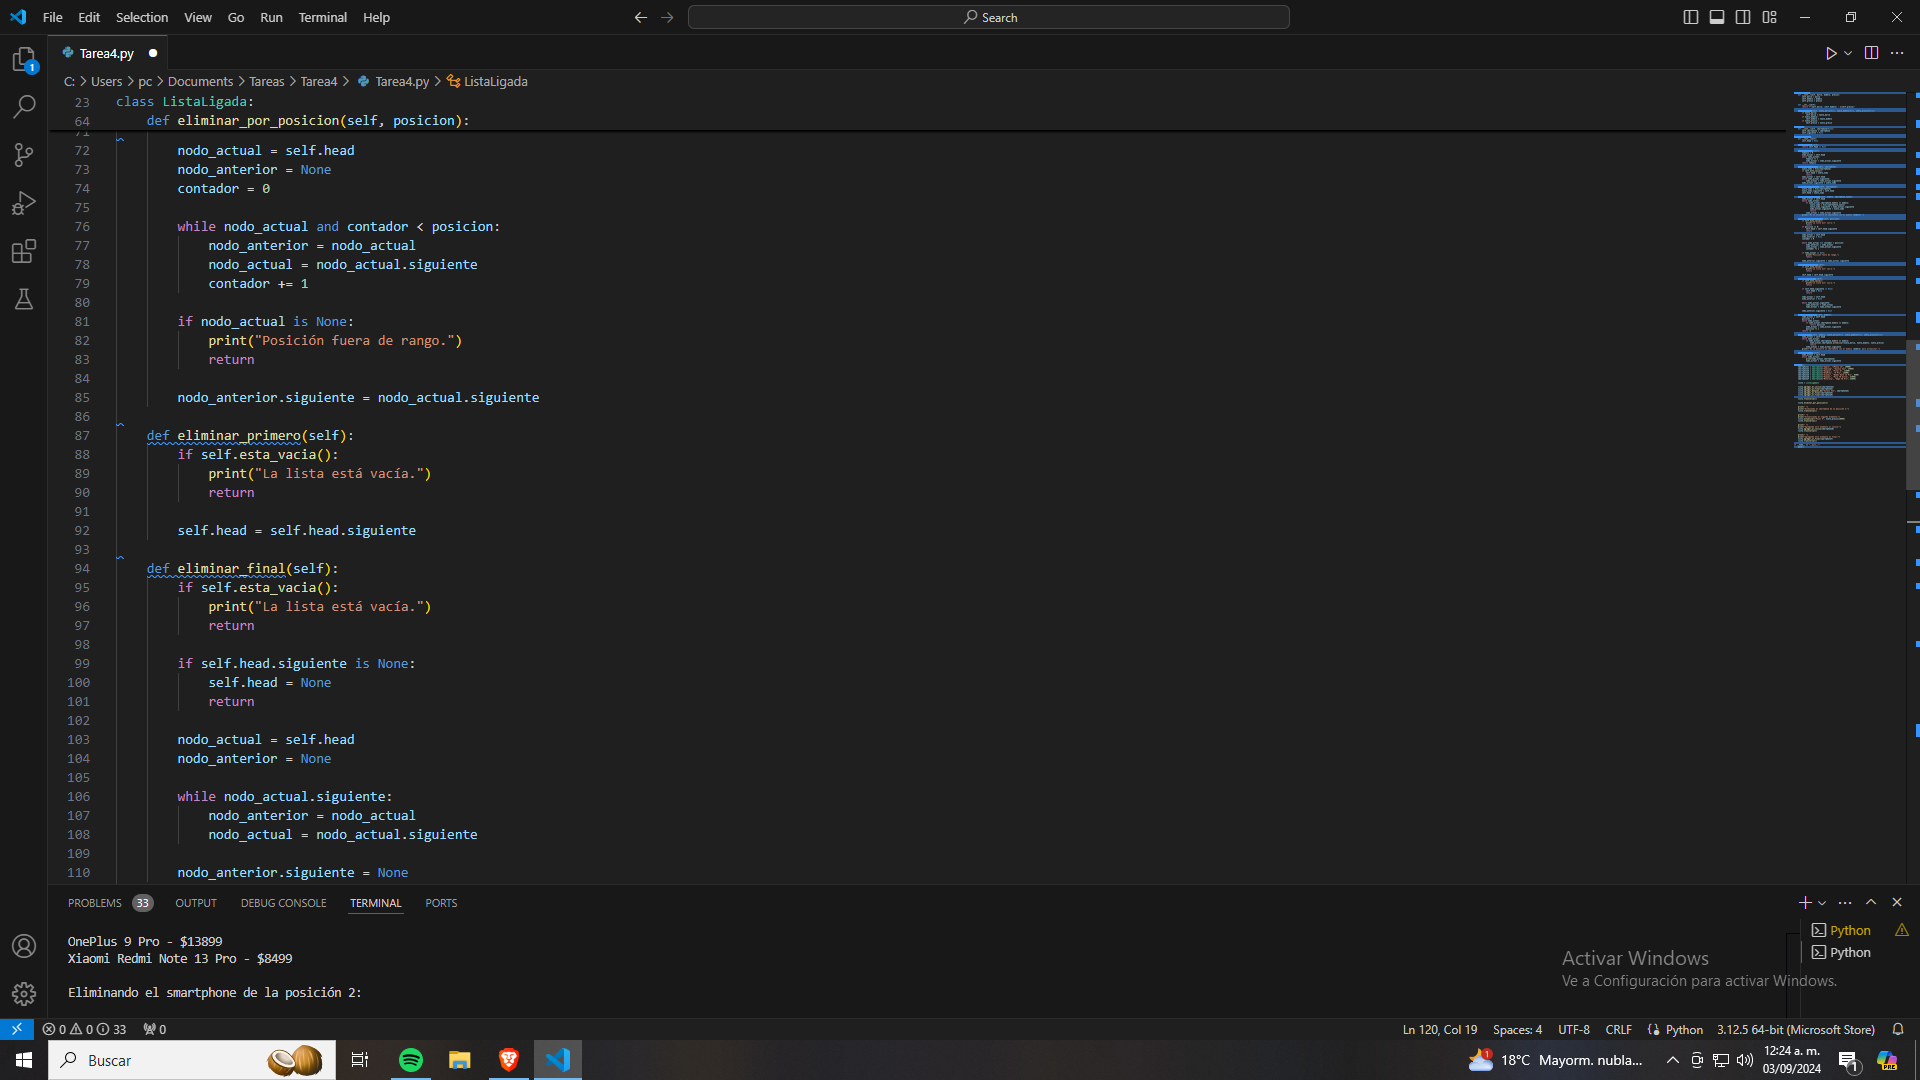 File Edit Selection View Go Run Terminal Help
Search
Tarea4.py
1
C: > Users > pc > Documents > Tareas > Tarea4 > Tarea4.py > ListaLigada
23 class ListaLigada:
64 def eliminar_por_posicion(self, posicion):
71
72 nodo_actual = self.head
73 nodo_anterior = None
74 contador = 0
75
76 while nodo_actual and contador < posicion:
77 nodo_anterior = nodo_actual
78 nodo_actual = nodo_actual.siguiente
79 contador += 1
80
81 if nodo_actual is None:
82 print("Posición fuera de rango.")
83 return
84
85 nodo_anterior.siguiente = nodo_actual.siguiente
86
87 def eliminar_primero(self):
88 if self.esta_vacia():
89 print("La lista está vacía.")
90 return
91
92 self.head = self.head.siguiente
93
94 def eliminar_final(self):
95 if self.esta_vacia():
96 print("La lista está vacía.")
97 return
98
99 if self.head.siguiente is None:
100 self.head = None
101 return
102
103 nodo_actual = self.head
104 nodo_anterior = None
105
106 while nodo_actual.siguiente:
107 nodo_anterior = nodo_actual
108 nodo_actual = nodo_actual.siguiente
109
110 nodo_anterior.siguiente = None
PROBLEMS 33 OUTPUT DEBUG CONSOLE TERMINAL PORTS
OnePlus 9 Pro - $13899
Xiaomi Redmi Note 13 Pro - $8499
Eliminando el smartphone de la posición 2:
Python
Python
Activar Windows
Ve a Configuración para activar Windows.
0 0 33 0
Ln 120, Col 19 Spaces: 4 UTF-8 CRLF Python 3.12.5 64-bit (Microsoft Store)
Buscar
1 18°C Mayorm. nubla...
12:24 a. m.
03/09/2024
1
PRE